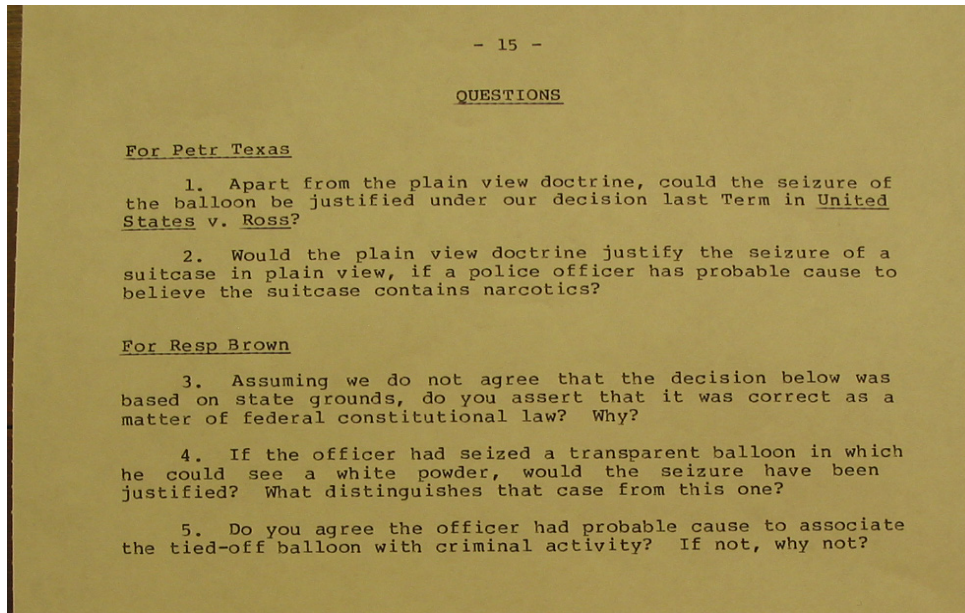 - 15 -
QUESTIONS
For Petr Texas
1. Apart from the plain view doctrine, could the seizure of
the balloon be justified under our decision last Term in United
States v. Ross?
2. Would the plain view doctrine justify the seizure of a
suitcase in plain view, if a police officer has probable cause to
believe the suitcase contains narcotics?
For Resp Brown
3. Assuming we do not agree that the decision below was
based on state grounds, do you assert that it was correct as a
matter of federal constitutional law? Why?
4. If the officer had seized a transparent balloon in which
he could see a white powder, would the seizure have been
justified? What distinguishes that case from this one?
5. Do you agree the officer had probable cause to associate
the tied-off balloon with criminal activity? If not, why not?